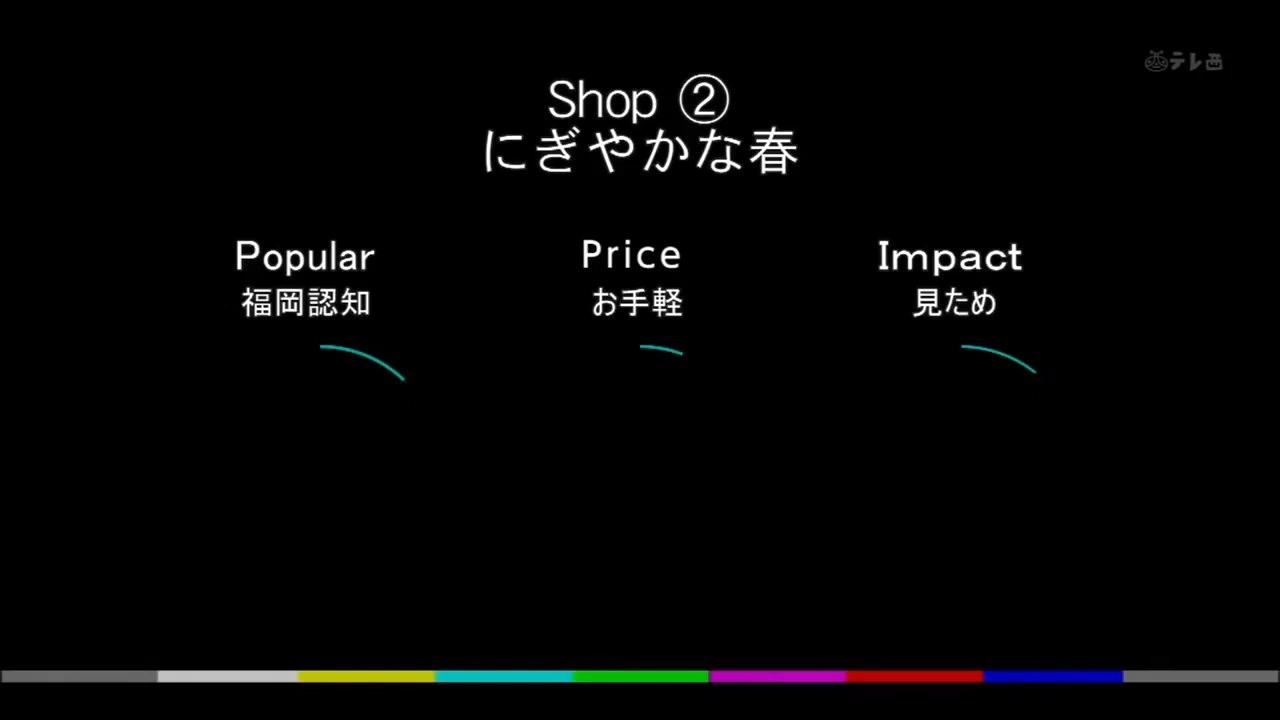 テレ西
Shop ②
にぎやかな春
Popular
Price
Impact
福岡認知
お手軽
見ため